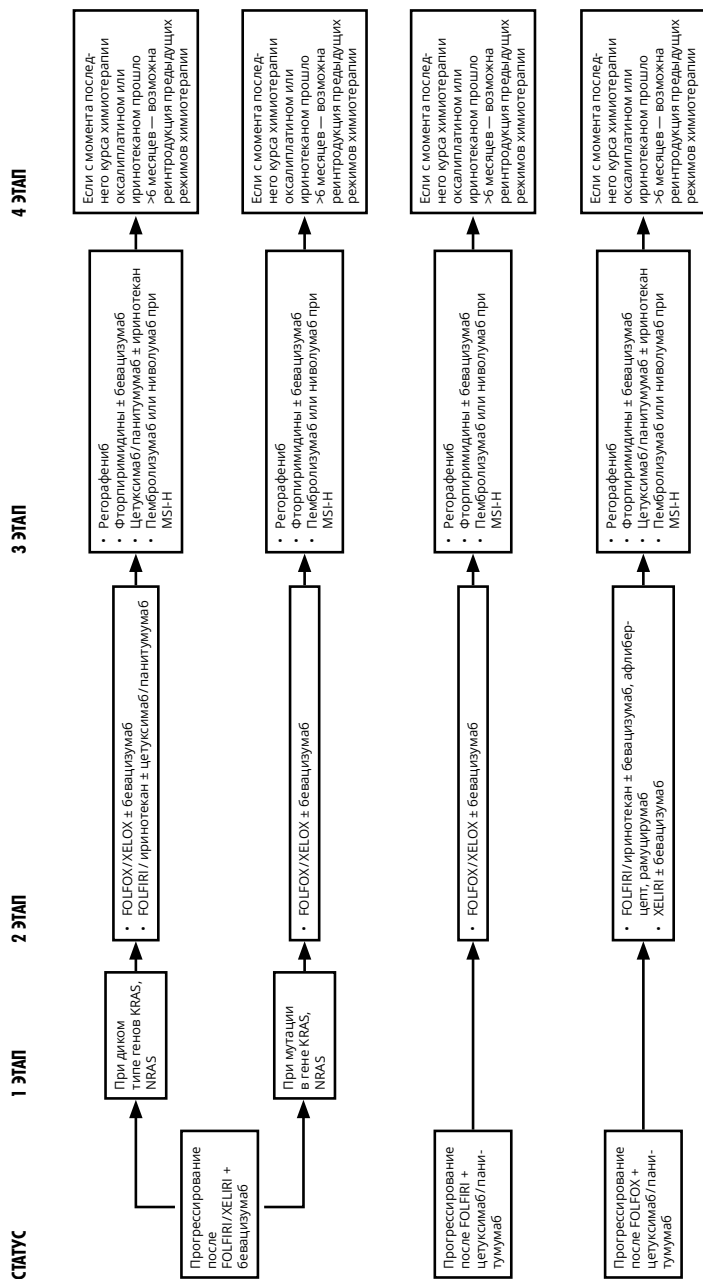 СТАТУС
1 ЭТАП
2 ЭТАП
3 ЭТАП
4 ЭТАП
Прогрессирование
после
FOLFIRI/XELIRI +
бевацизумаб
При диком
типе генов KRAS,
NRAS
• FOLFOX/XELOX ± бевацизумаб
• FOLFIRI/ иринотекан ± цетуксимаб/панитумумаб
• Регорафениб
• Фторпиримидины ± бевацизумаб
• Цетуксимаб/панитумумаб ± иринотекан
• Пембролизумаб или ниволумаб при
MSI-H
Если с момента послед-
него курса химиотерапии
оксалиплатином или
иринотеканом прошло
>6 месяцев — возможна
реинтродукция предыдущих
режимов химиотерапии
При мутации
в гене KRAS,
NRAS
• FOLFOX/XELOX ± бевацизумаб
• Регорафениб
• Фторпиримидины ± бевацизумаб
• Пембролизумаб или ниволумаб при
MSI-H
Если с момента послед-
него курса химиотерапии
оксалиплатином или
иринотеканом прошло
>6 месяцев — возможна
реинтродукция предыдущих
режимов химиотерапии
Прогрессирование
после FOLFIRI +
цетуксимаб/пани-
тумумаб
• FOLFOX/XELOX ± бевацизумаб
• Регорафениб
• Фторпиримидины ± бевацизумаб
• Пембролизумаб или ниволумаб при
MSI-H
Если с момента послед-
него курса химиотерапии
оксалиплатином или
иринотеканом прошло
>6 месяцев — возможна
реинтродукция предыдущих
режимов химиотерапии
Прогрессирование
после FOLFOX +
цетуксимаб/пани-
тумумаб
• FOLFIRI/иринотекан ± бевацизумаб, афлибер-
цепт, рамуцирумаб
• XELIRI ± бевацизумаб
• Регорафениб
• Фторпиримидины ± бевацизумаб
• Цетуксимаб/панитумумаб ± иринотекан
• Пембролизумаб или ниволумаб при
MSI-H
Если с момента послед-
него курса химиотерапии
оксалиплатином или
иринотеканом прошло
>6 месяцев — возможна
реинтродукция предыдущих
режимов химиотерапии